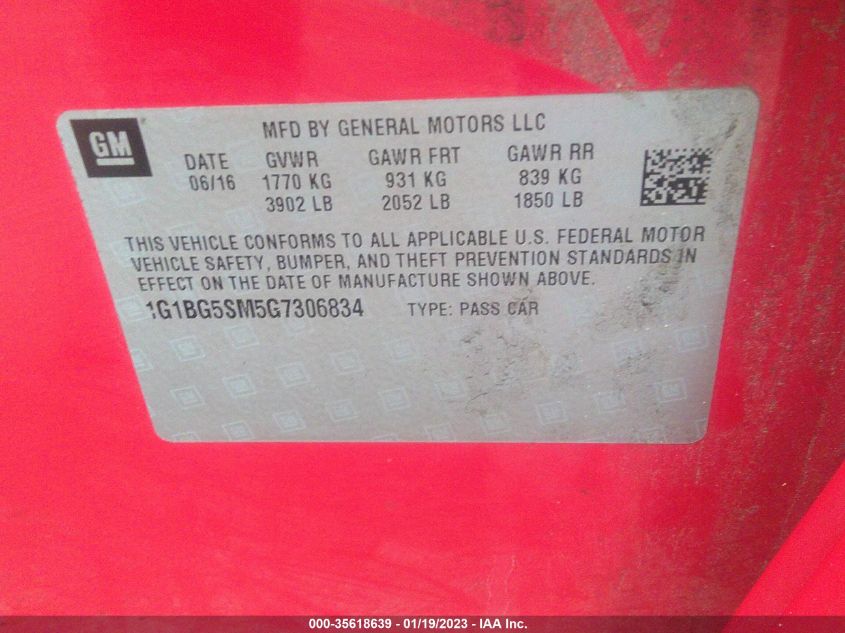 GM
MFD BY GENERAL MOTORS LLC
DATE GVWR GAWR FRT GAWR RR
06/16 1770 KG 931 KG 839 KG
3902 LB 2052 LB 1850 LB
THIS VEHICLE CONFORMS TO ALL APPLICABLE U.S. FEDERAL MOTOR
VEHICLE SAFETY, BUMPER, AND THEFT PREVENTION STANDARDS IN
EFFECT ON THE DATE OF MANUFACTURE SHOWN ABOVE.
1G1BG5SM5G7306834 TYPE: PASS CAR
000-35618639 - 01/19/2023 - IAA Inc.